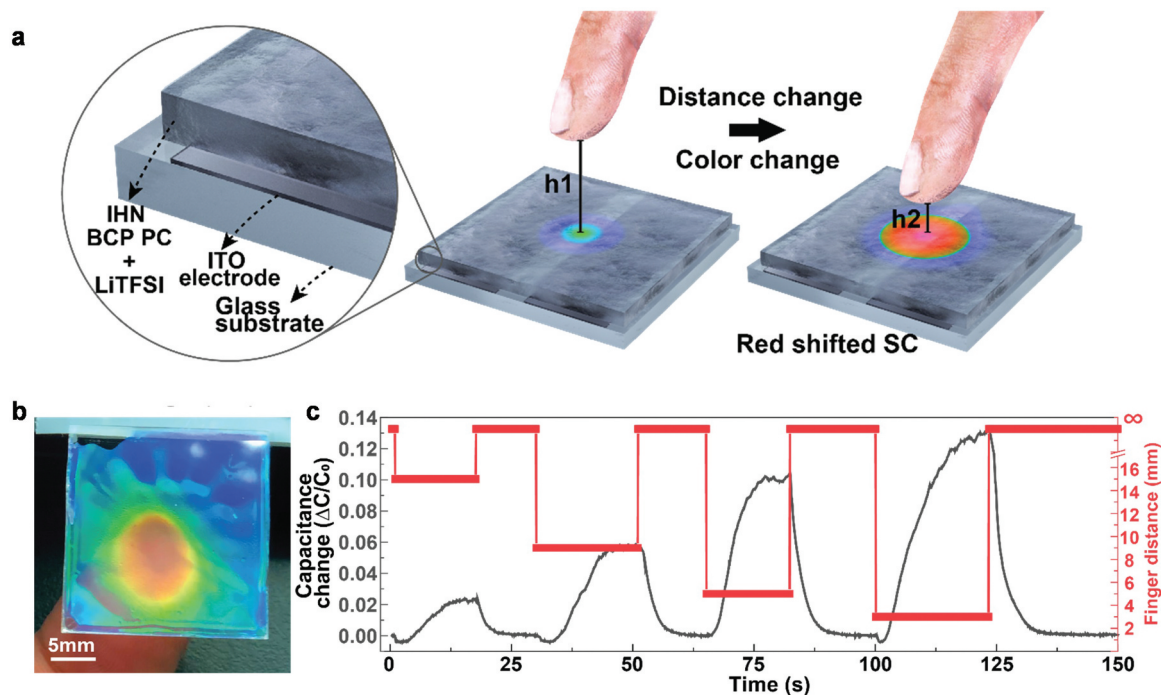 a
IHN
BCP PC
+
LiTFSI
ITO
electrode
Glass
substrate
h1
Distance change
Color change
h2
Red shifted SC
b
5mm
c
Capacitance
change (ΔC/C₀)
0.14
0.12
0.10
0.08
0.06
0.04
0.02
0.00
0
25
50
75
100
125
150
Time (s)
∞
16
14
12
10
8
6
4
2
Finger distance (mm)